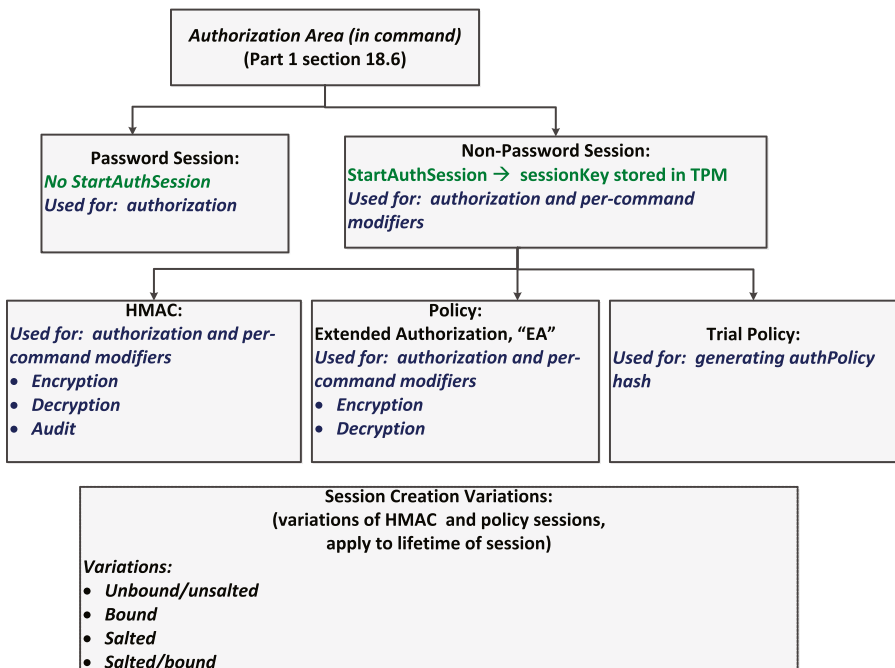 Authorization Area (in command)
(Part 1 section 18.6)
Password Session:
No StartAuthSession
Used for: authorization
Non-Password Session:
StartAuthSession → sessionKey stored in TPM
Used for: authorization and per-command
modifiers
HMAC:
Used for: authorization and per-
command modifiers
• Encryption
• Decryption
• Audit
Policy:
Extended Authorization, “EA”
Used for: authorization and per-
command modifiers
• Encryption
• Decryption
Trial Policy:
Used for: generating authPolicy
hash
Session Creation Variations:
(variations of HMAC and policy sessions,
apply to lifetime of session)
Variations:
• Unbound/unsalted
• Bound
• Salted
• Salted/bound